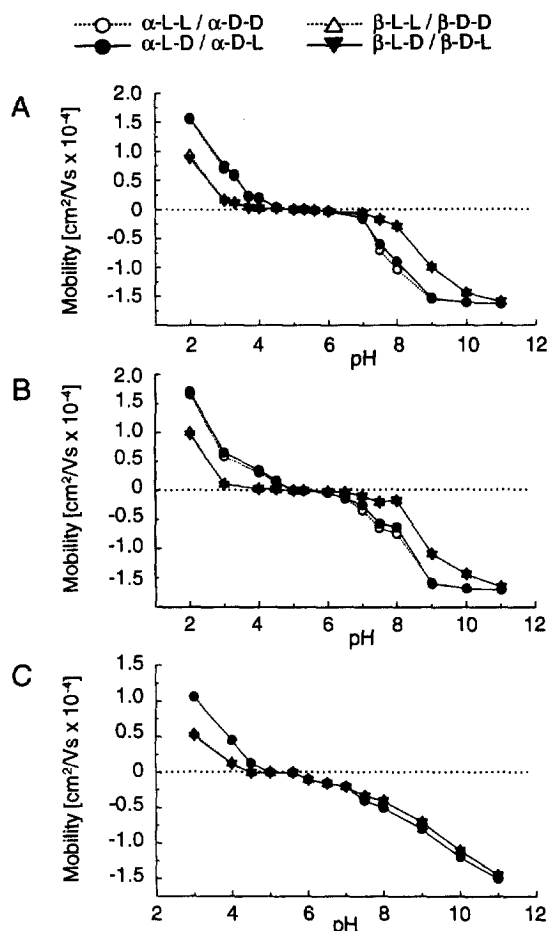 α-L-L / α-D-D β-L-L / β-D-D
α-L-D / α-D-L β-L-D / β-D-L
A
Mobility [cm²/Vs x 10⁻⁴]
2.0
1.5
1.0
0.5
0
-0.5
-1.0
-1.5
2 4 6 8 10 12
pH
B
Mobility [cm²/Vs x 10⁻⁴]
2.0
1.5
1.0
0.5
0
-0.5
-1.0
-1.5
2 4 6 8 10 12
pH
C
Mobility [cm²/Vs x 10⁻⁴]
1.5
1.0
0.5
0
-0.5
-1.0
-1.5
2 4 6 8 10 12
pH